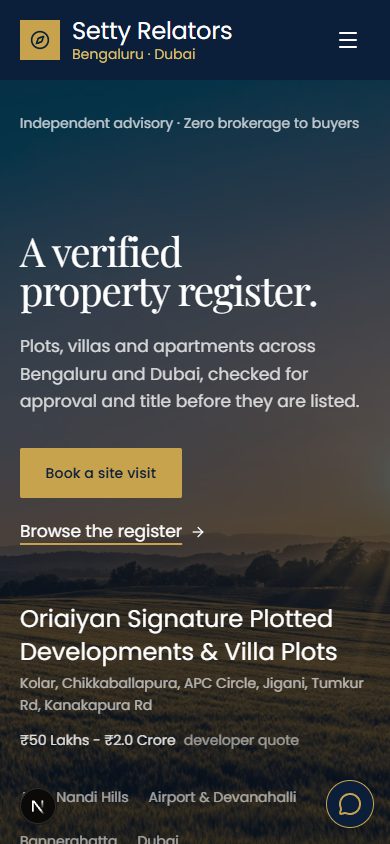 Setty Relators
Bengaluru · Dubai
Independent advisory · Zero brokerage to buyers
A verified
property register.
Plots, villas and apartments across
Bengaluru and Dubai, checked for
approval and title before they are listed.
Book a site visit
Browse the register →
Oriaiyan Signature Plotted
Developments & Villa Plots
Kolar, Chikkaballapura, APC Circle, Jigani, Tumkur
Rd, Kanakapura Rd
₹50 Lakhs – ₹2.0 Crore developer quote
N Nandi Hills Airport & Devanahalli
Bannerghatta Dubai